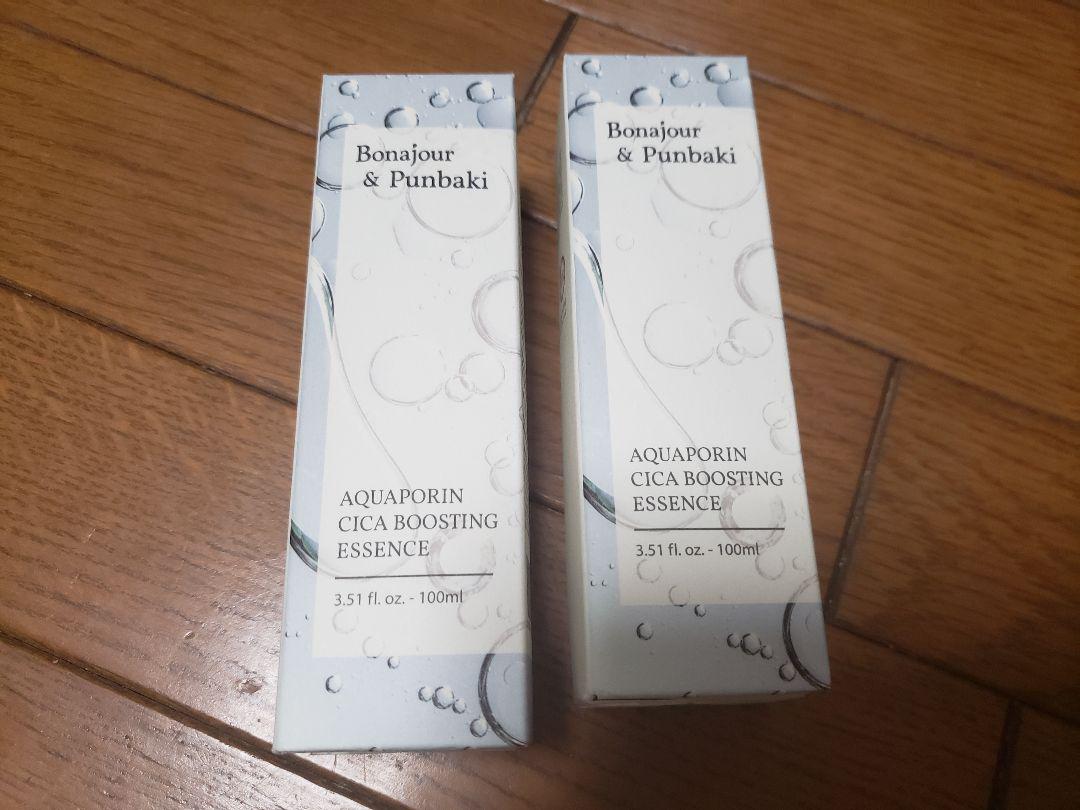 Bonajour
& Punbaki
AQUAPORIN
CICA BOOSTING
ESSENCE
3.51 fl. oz. - 100ml
Bonajour
& Punbaki
AQUAPORIN
CICA BOOSTING
ESSENCE
3.51 fl. oz. - 100ml